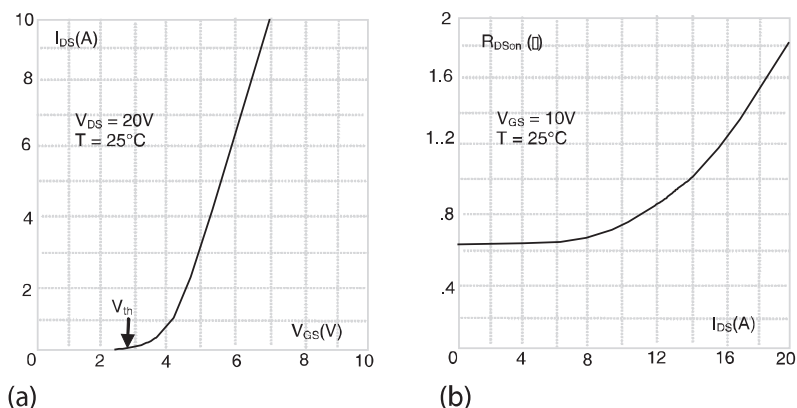 10
I_DS(A)
8
V_DS = 20V
T = 25°C
6
4
2
V_th
V_GS(V)
0
0 2 4 6 8 10
(a)
2
R_DSon (▯)
1.6
V_GS = 10V
T = 25°C
1..2
.8
.4
I_DS(A)
0 4 8 12 16 20
(b)